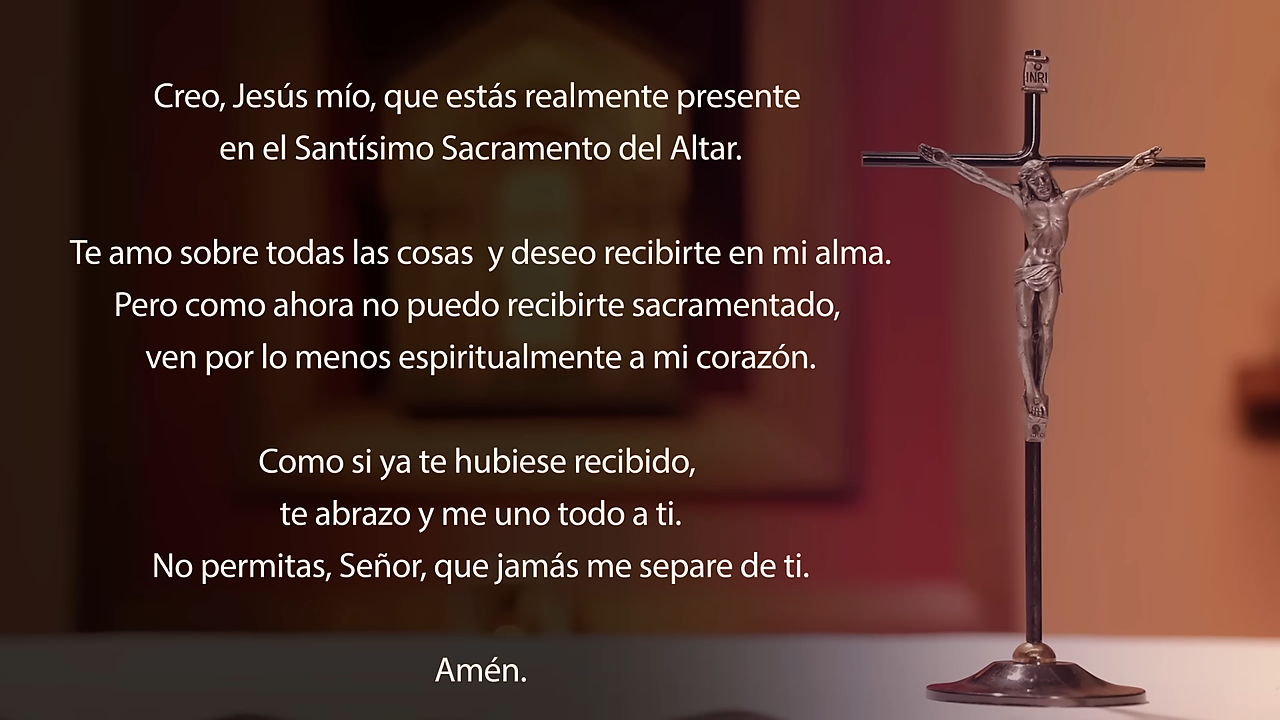 Creo, Jesús mío, que estás realmente presente
en el Santísimo Sacramento del Altar.
Te amo sobre todas las cosas  y deseo recibirte en mi alma.
Pero como ahora no puedo recibirte sacramentado,
ven por lo menos espiritualmente a mi corazón.
Como si ya te hubiese recibido,
te abrazo y me uno todo a ti.
No permitas, Señor, que jamás me separe de ti.
Amén.
INRI